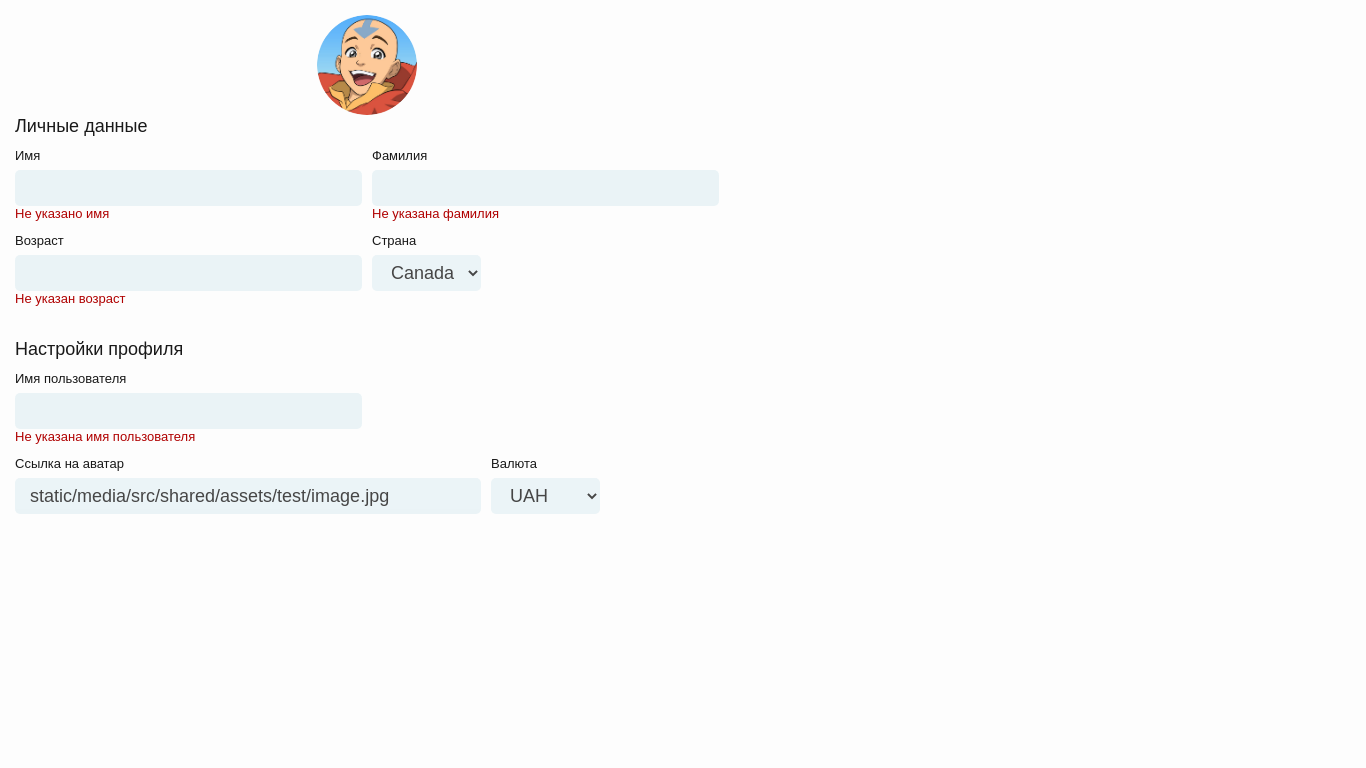 Личные данные
Имя Фамилия
Не указано имя Не указана фамилия
Возраст Страна
Canada
Не указан возраст
Настройки профиля
Имя пользователя
Не указана имя пользователя
Ссылка на аватар Валюта
static/media/src/shared/assets/test/image.jpg UAH